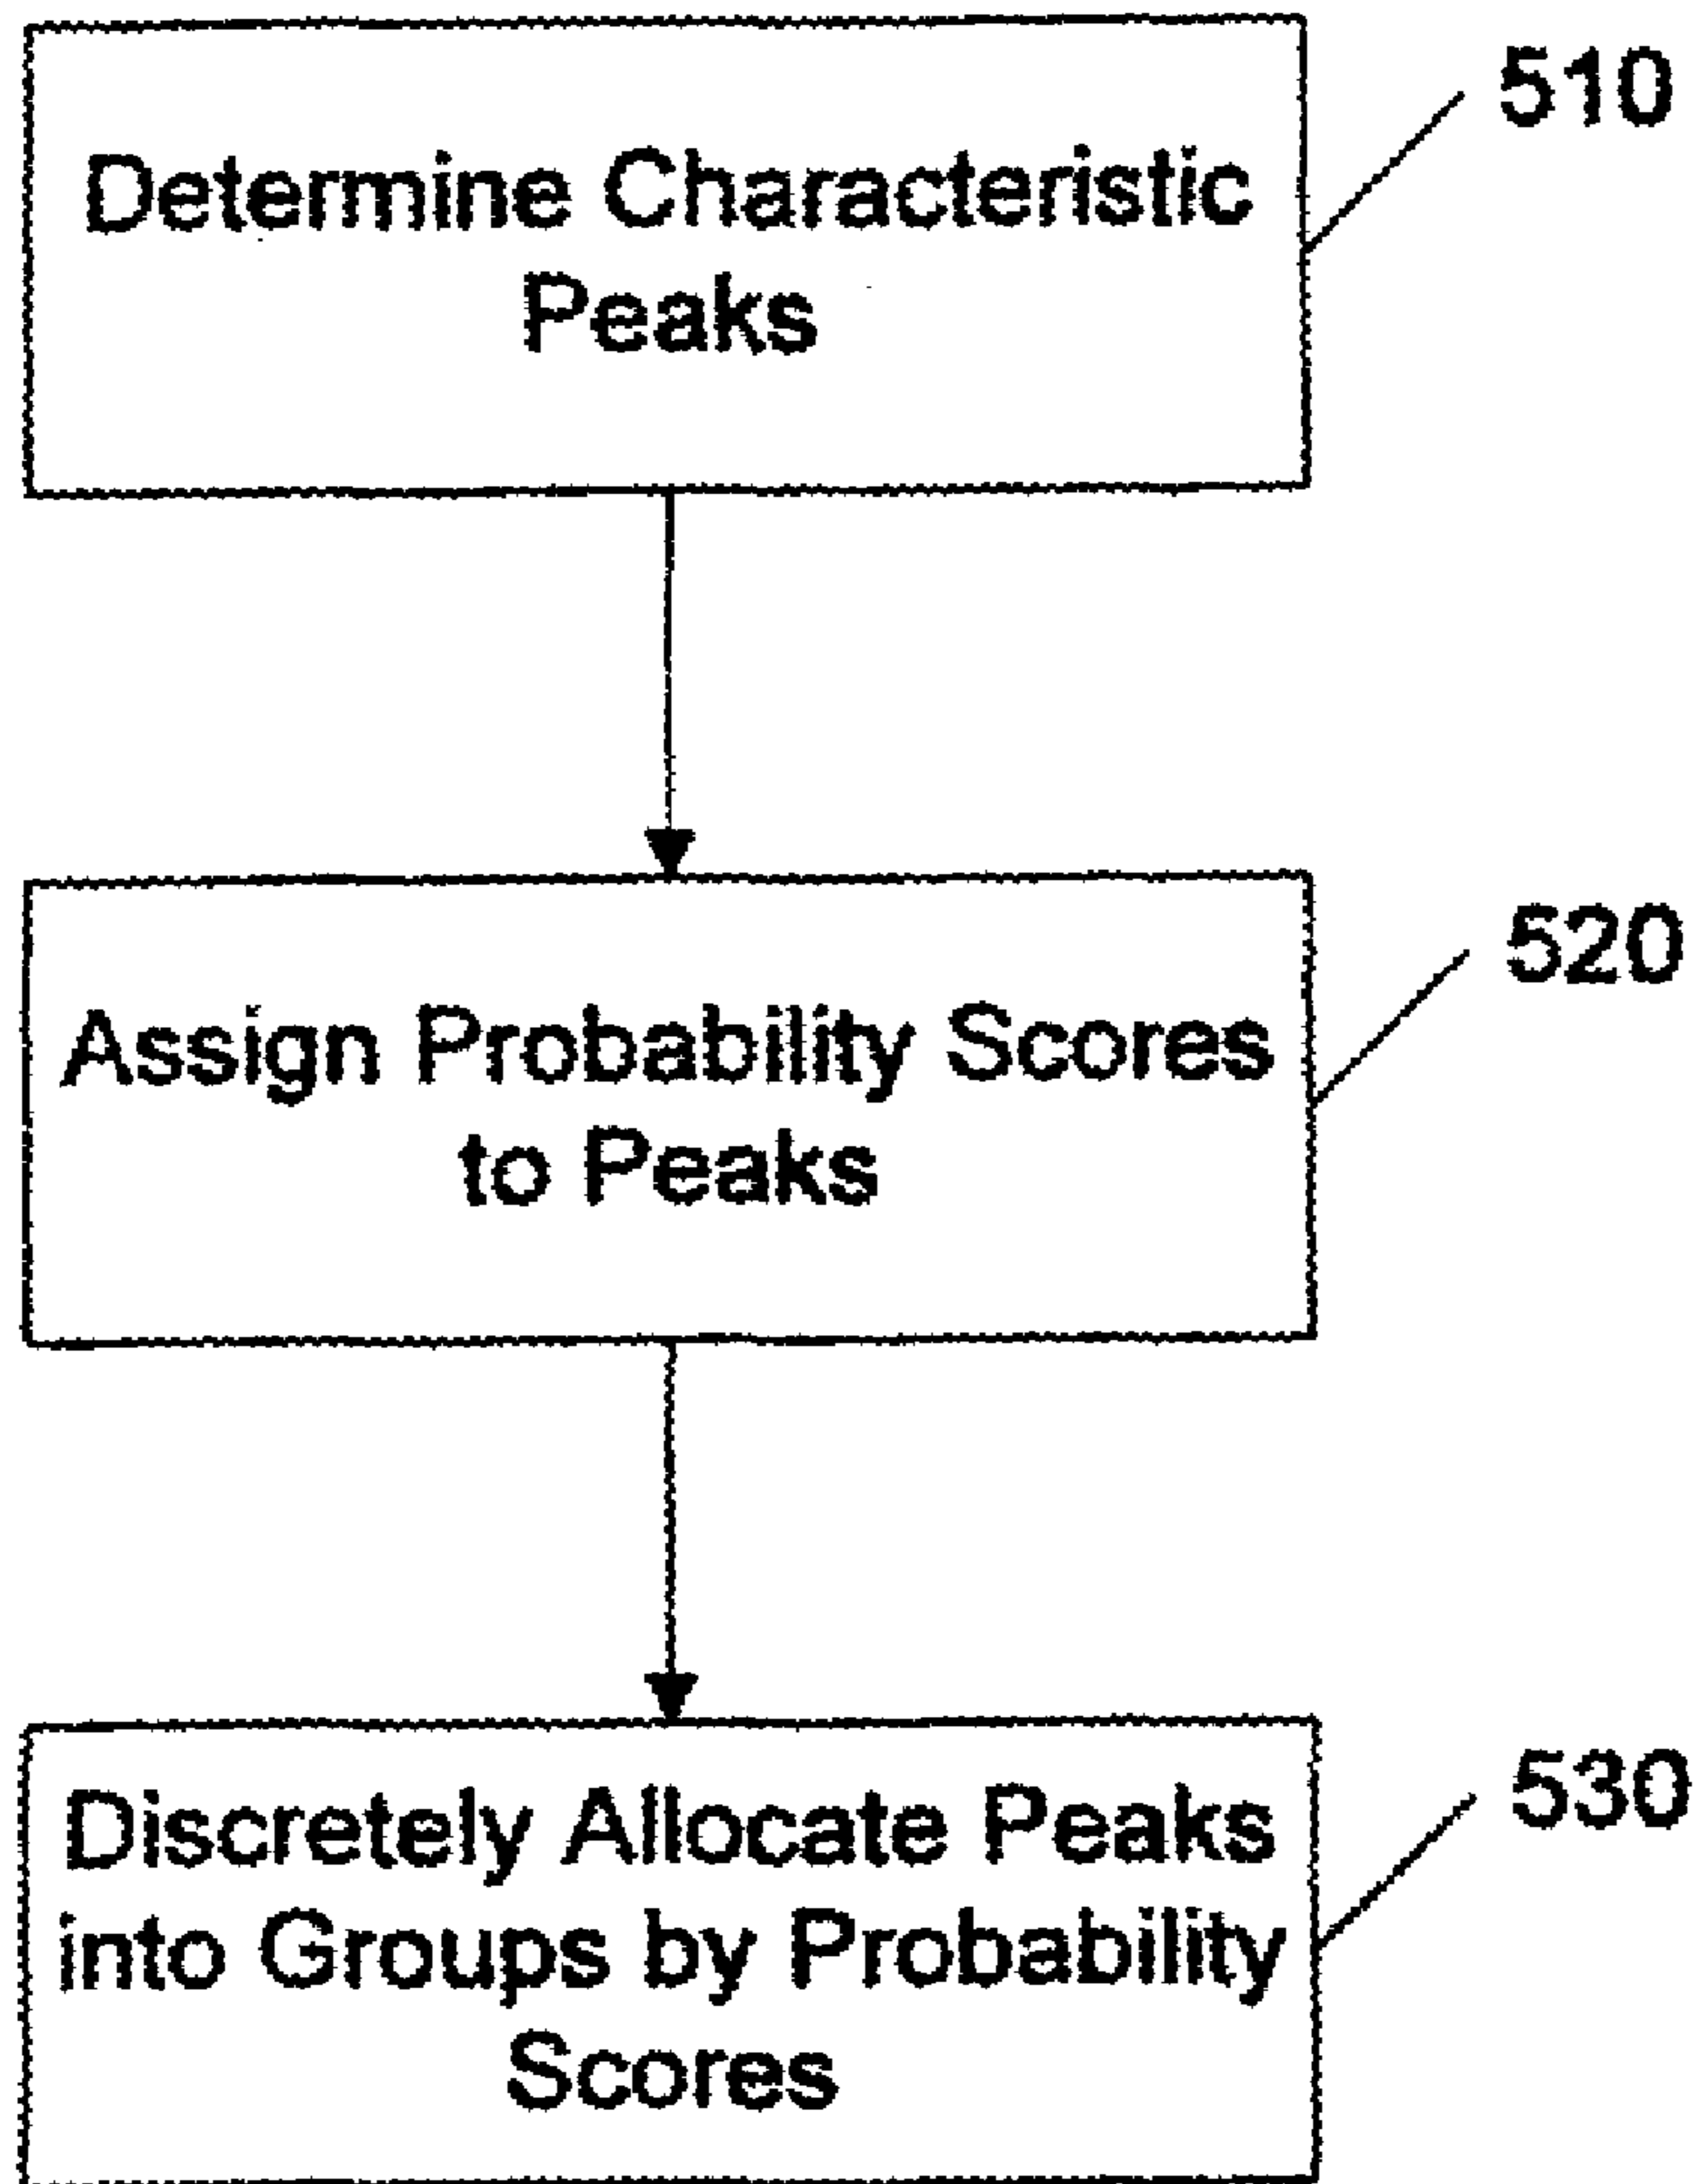 510
Determine Characteristic
Peaks
520
Assign Probability Scores
to Peaks
530
Discretely Allocate Peaks
into Groups by Probability
Scores